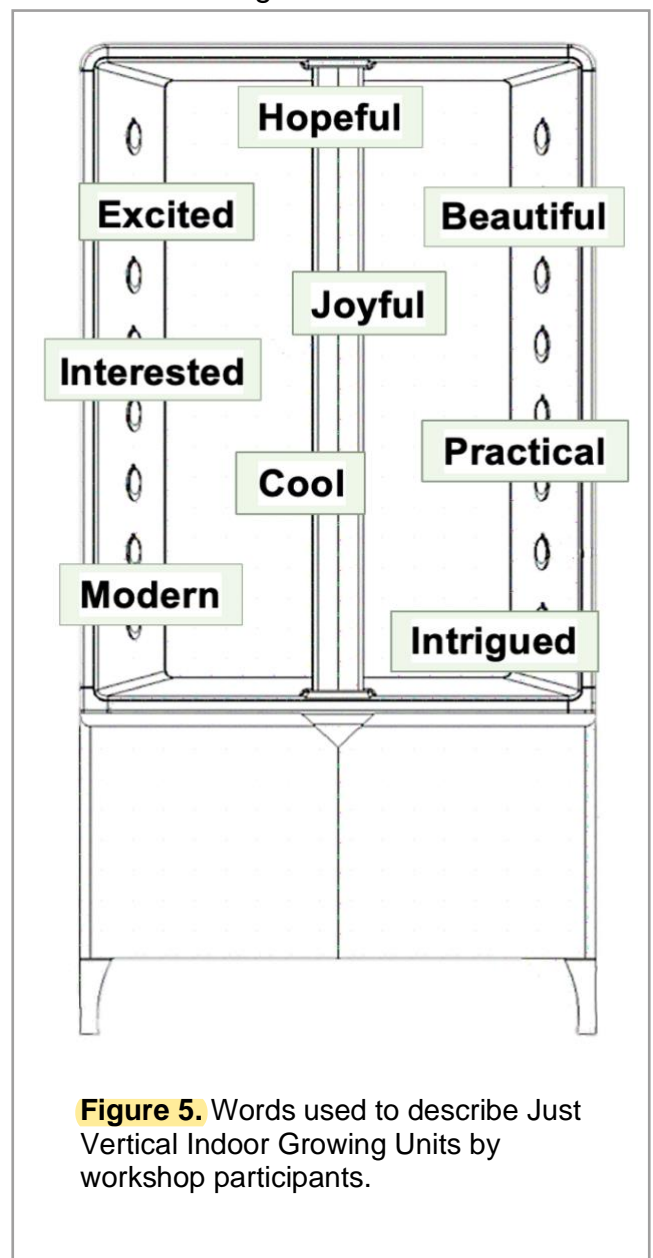 Hopeful
Excited
Beautiful
Joyful
Interested
Practical
Cool
Modern
Intrigued
Figure 5. Words used to describe Just
Vertical Indoor Growing Units by
workshop participants.